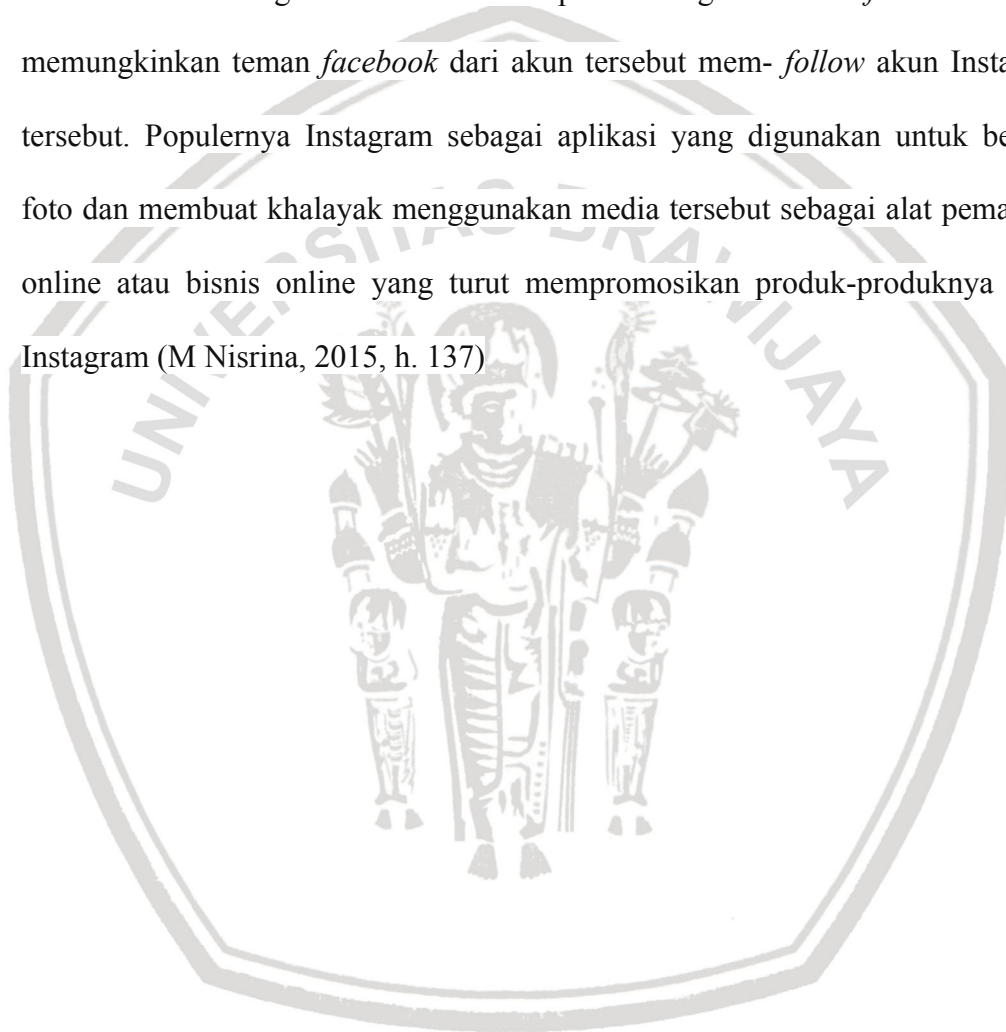 memungkinkan teman facebook dari akun tersebut mem- follow akun Insta
tersebut. Populernya Instagram sebagai aplikasi yang digunakan untuk be
foto dan membuat khalayak menggunakan media tersebut sebagai alat pema
online atau bisnis online yang turut mempromosikan produk-produknya
Instagram (M Nisrina, 2015, h. 137)
UNIVERSITAS BRAWIJAYA